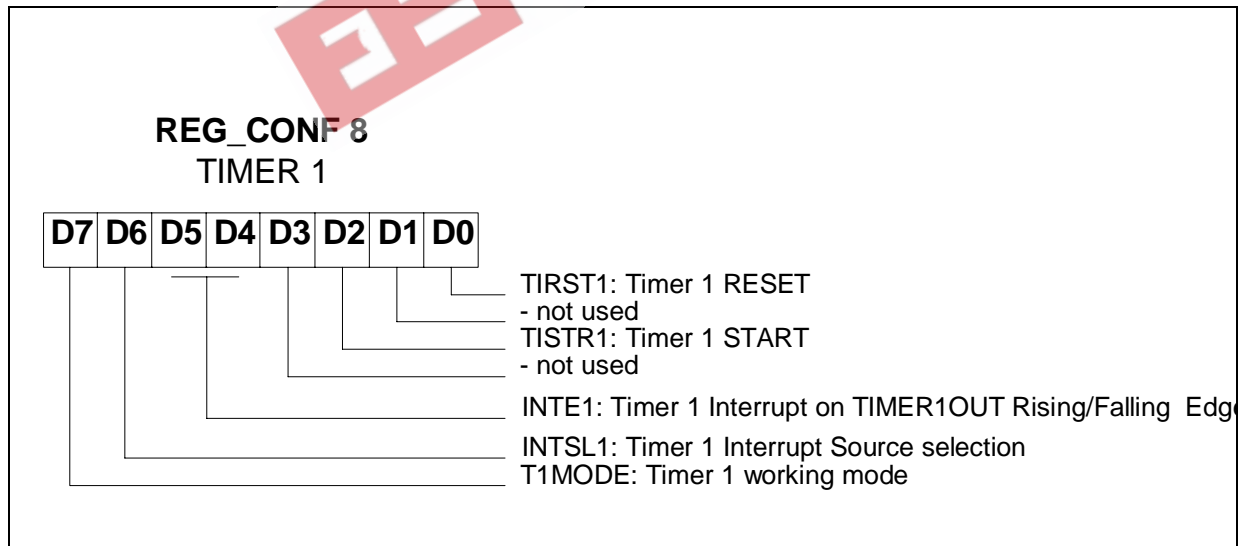 REG_CONF 8
TIMER 1
D7 D6 D5 D4 D3 D2 D1 D0
TIRST1: Timer 1 RESET
- not used
TISTR1: Timer 1 START
- not used
INTE1: Timer 1 Interrupt on TIMER1OUT Rising/Falling Edge
INTSL1: Timer 1 Interrupt Source selection
T1MODE: Timer 1 working mode